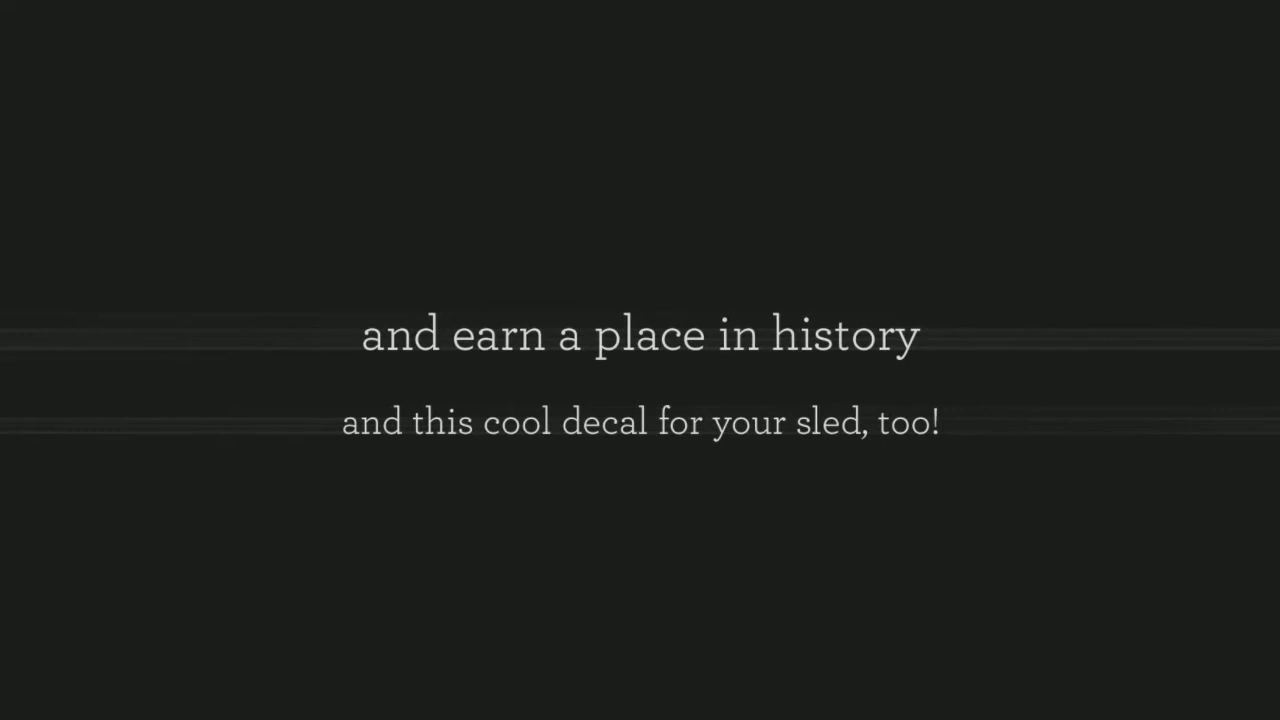 and earn a place in history
and this cool decal for your sled, too!